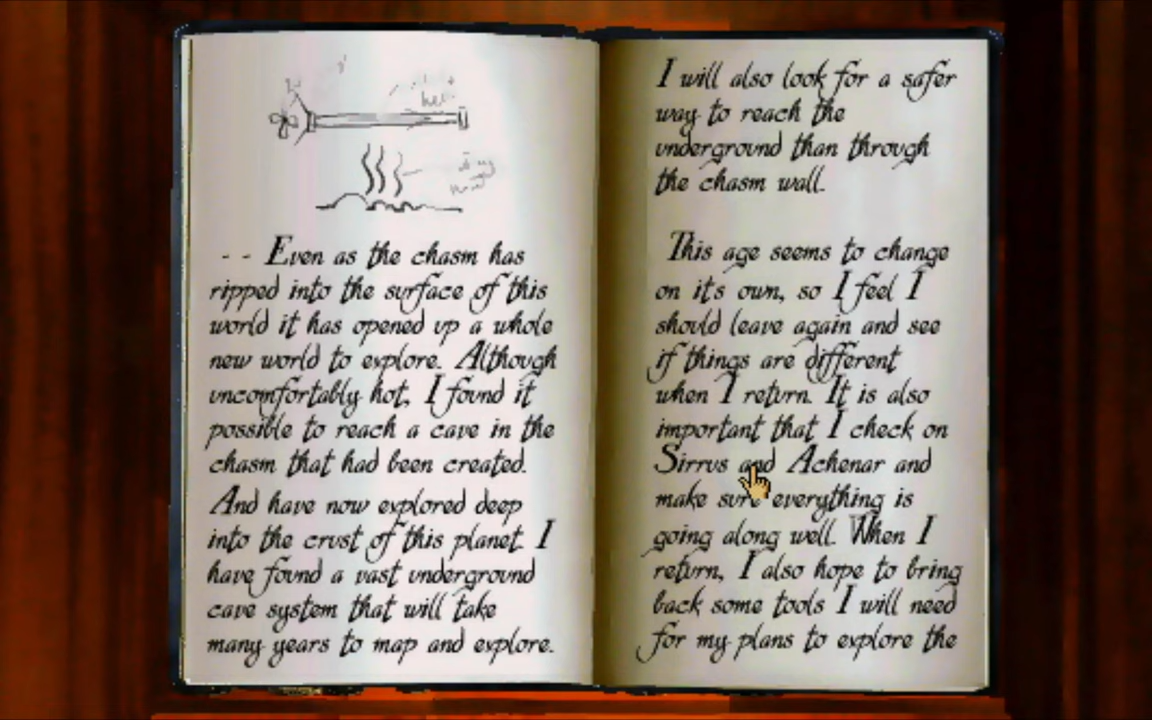 - - Even as the chasm has
ripped into the surface of this
world it has opened up a whole
new world to explore. Although
uncomfortably hot, I found it
possible to reach a cave in the
chasm that had been created.
And have now explored deep
into the crust of this planet. I
have found a vast underground
cave system that will take
many years to map and explore.
I will also look for a safer
way to reach the
underground than through
the chasm wall.
This age seems to change
on its own, so I feel I
should leave again and see
if things are different
when I return. It is also
important that I check on
Sirrus and Achenar and
make sure everything is
going along well. When I
return, I also hope to bring
back some tools I will need
for my plans to explore the